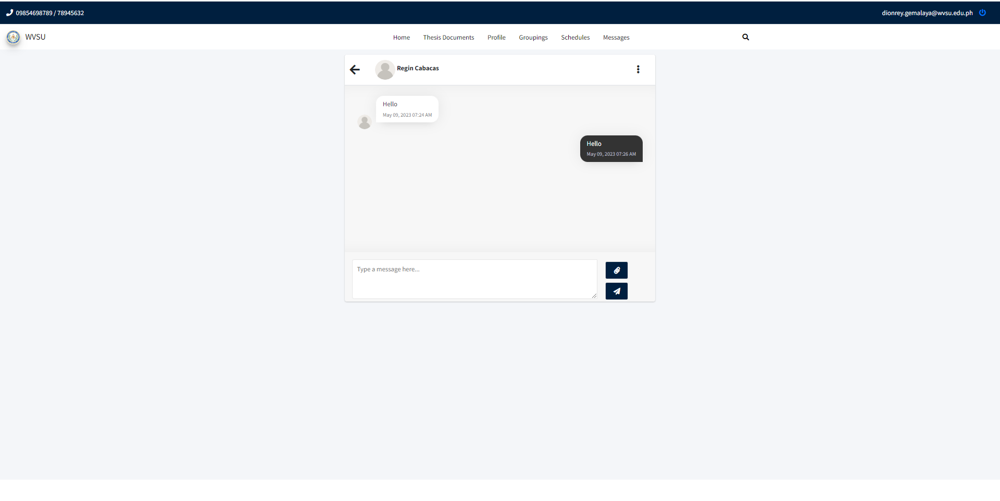 09854698789 / 78945632
dionrey.gemalaya@wvsu.edu.ph
WVSU
Home
Thesis Documents
Profile
Groupings
Schedules
Messages
Regin Cabacas
Hello
May 09, 2023 07:24 AM
Hello
May 09, 2023 07:26 AM
Type a message here...